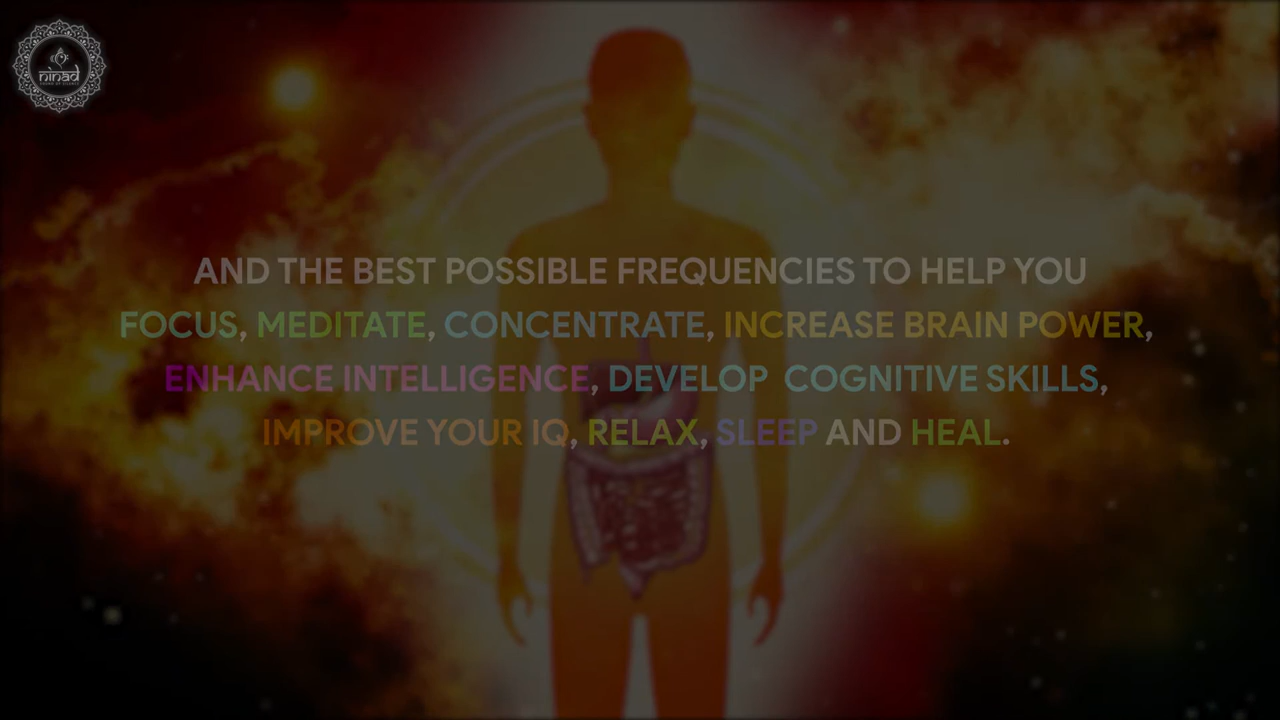 ninad
AND THE BEST POSSIBLE FREQUENCIES TO HELP YOU
FOCUS, MEDITATE, CONCENTRATE, INCREASE BRAIN POWER,
ENHANCE INTELLIGENCE, DEVELOP COGNITIVE SKILLS,
IMPROVE YOUR IQ, RELAX, SLEEP AND HEAL.